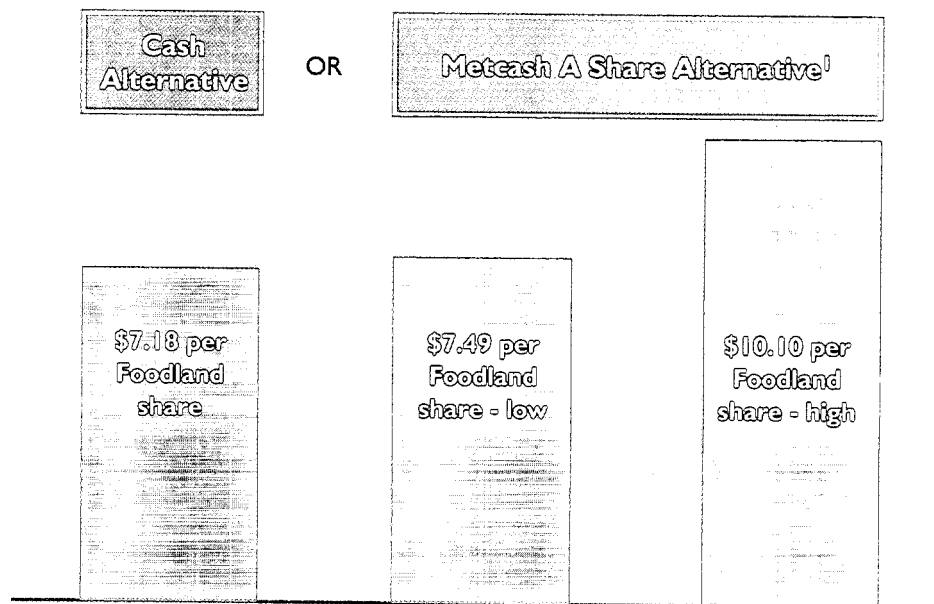 Cash
Alternative
OR
Metcash A Share Alternative¹
$7.18 per
Foodland
share
$7.49 per
Foodland
share - low
$10.10 per
Foodland
share - high